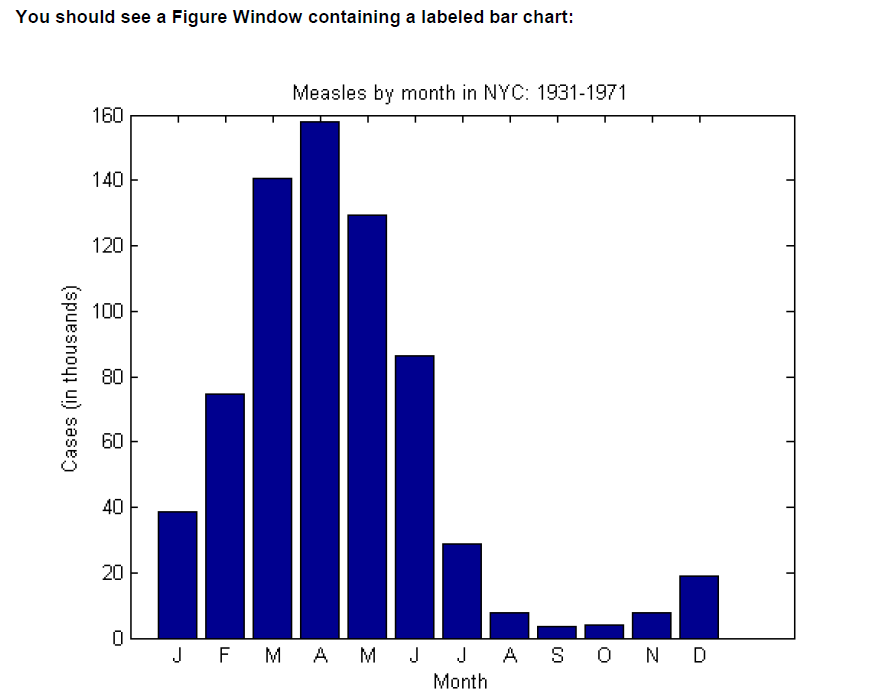 You should see a Figure Window containing a labeled bar chart:
Measles by month in NYC: 1931-1971
160
140
120
100
80
60
40
20
0
Cases (in thousands)
J F M A M J J A S O N D
Month